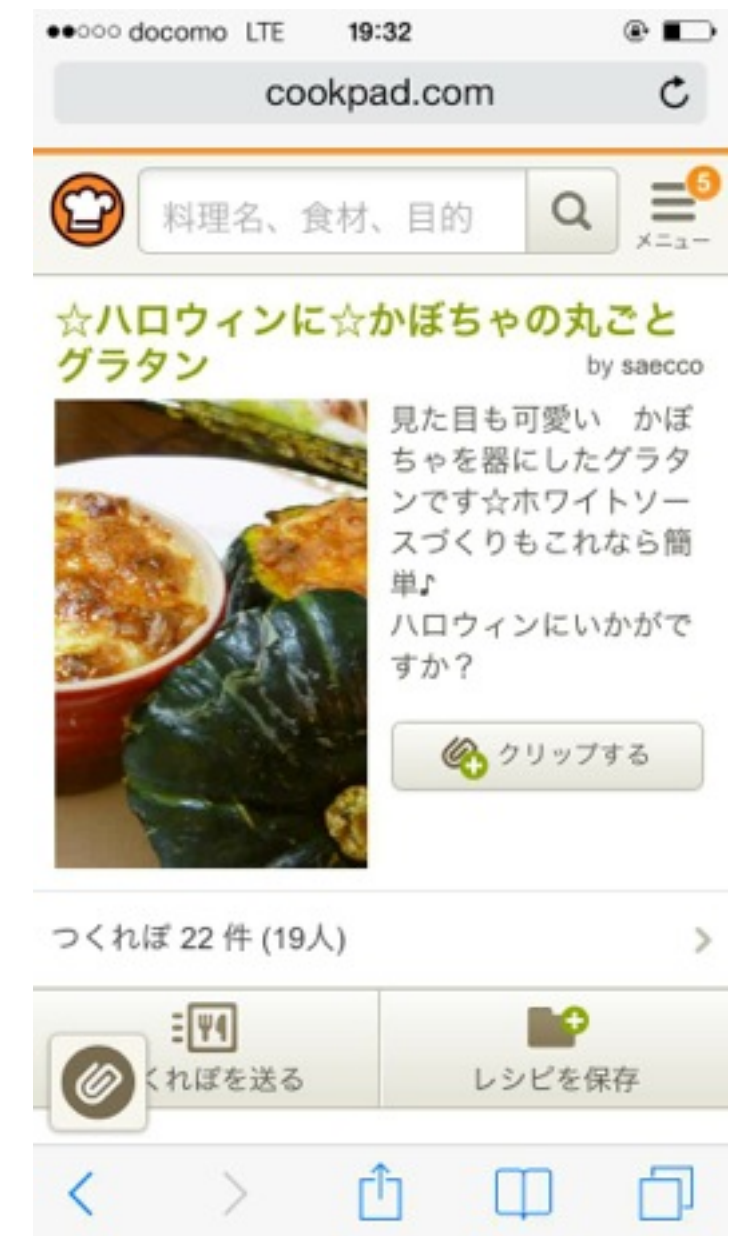 docomo LTE 19:32
cookpad.com
料理名、食材、目的
5
メニュー
☆ハロウィンに☆かぼちゃの丸ごと
グラタン
by saecco
見た目も可愛い　かぼ
ちゃを器にしたグラタ
ンです☆ホワイトソー
スづくりもこれなら簡
単♪
ハロウィンにいかがで
すか？
クリップする
つくれぽ 22 件 (19人)
くれぽを送る
レシピを保存